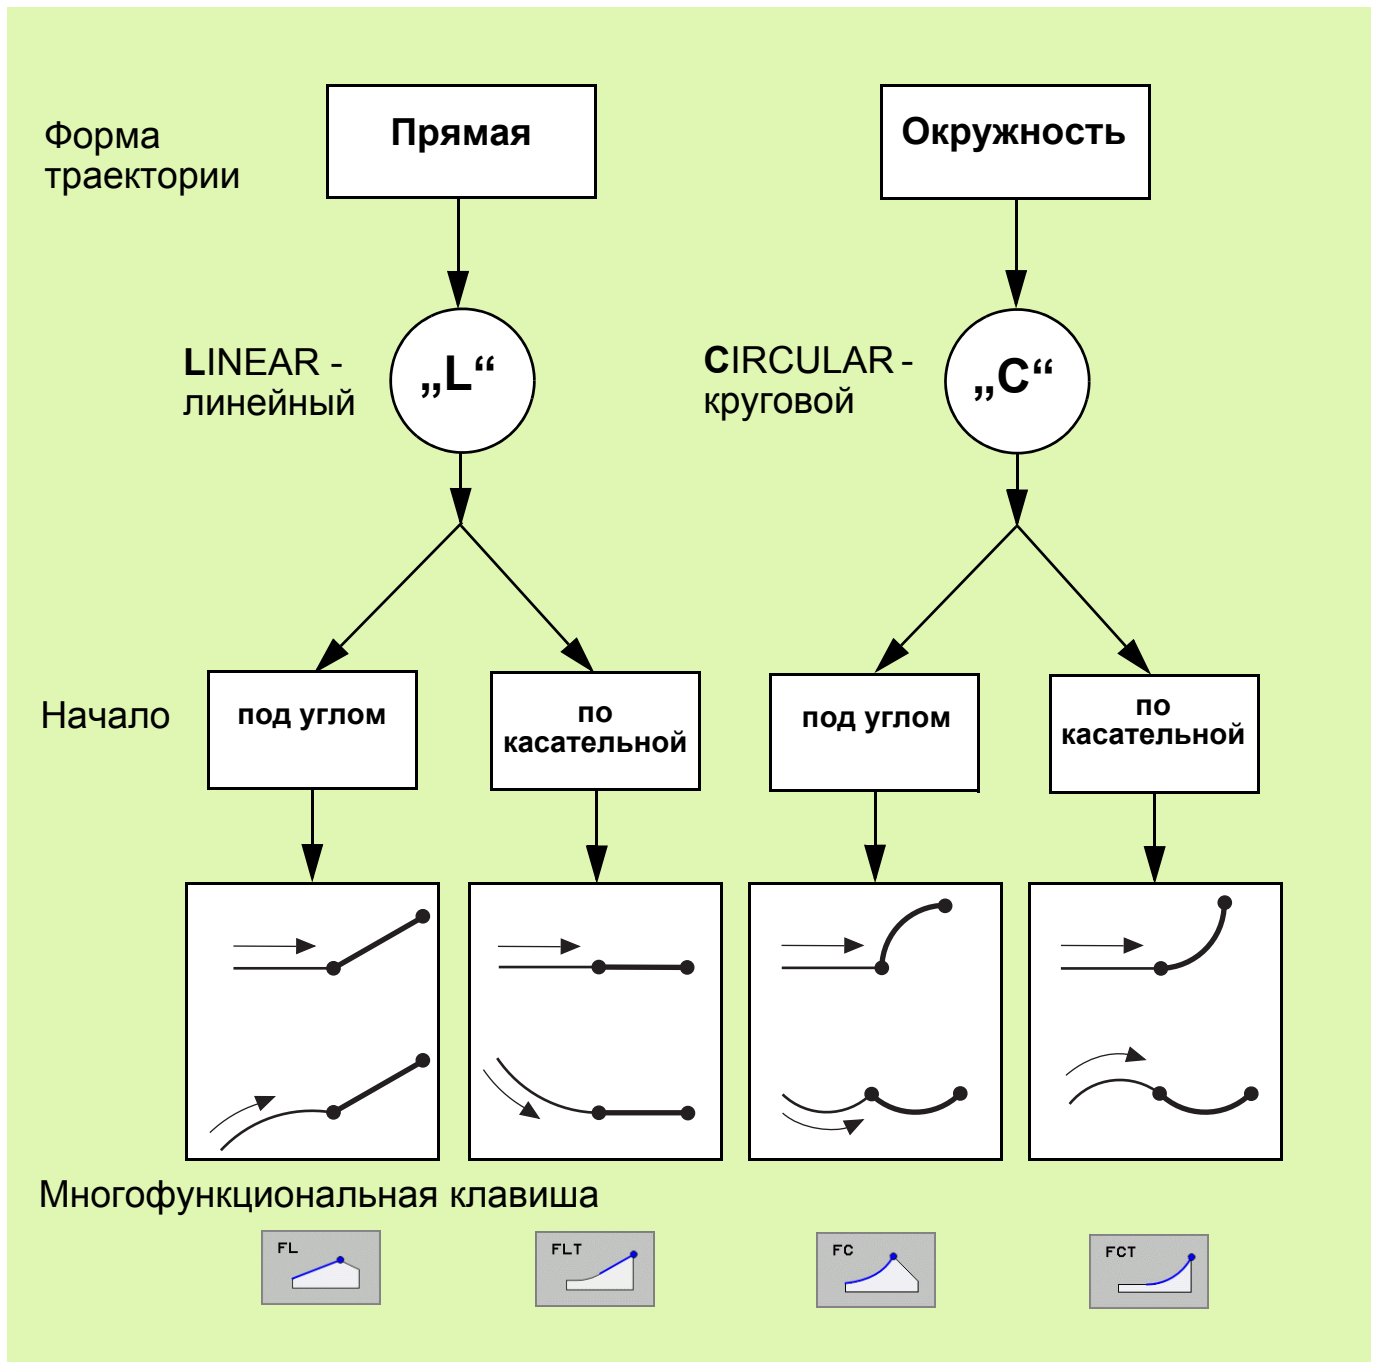 Форма
траектории
Прямая
Окружность
LINEAR -
линейный
„L“
CIRCULAR -
круговой
„C“
Начало
под углом
по
касательной
под углом
по
касательной
Многофункциональная клавиша
FL
FLT
FC
FCT